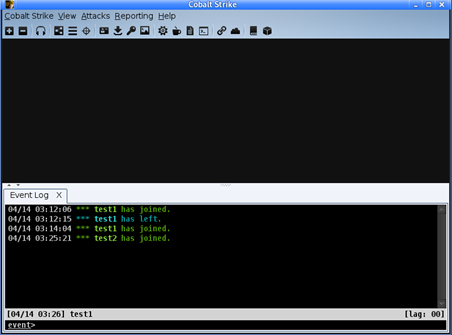 Cobalt Strike
Cobalt Strike View Attacks Reporting Help
Event Log X
04/14 03:12:06 *** test1 has joined.
04/14 03:12:15 *** test1 has left.
04/14 03:14:04 *** test1 has joined.
04/14 03:25:21 *** test2 has joined.
[04/14 03:26] test1 [lag: 00]
event>